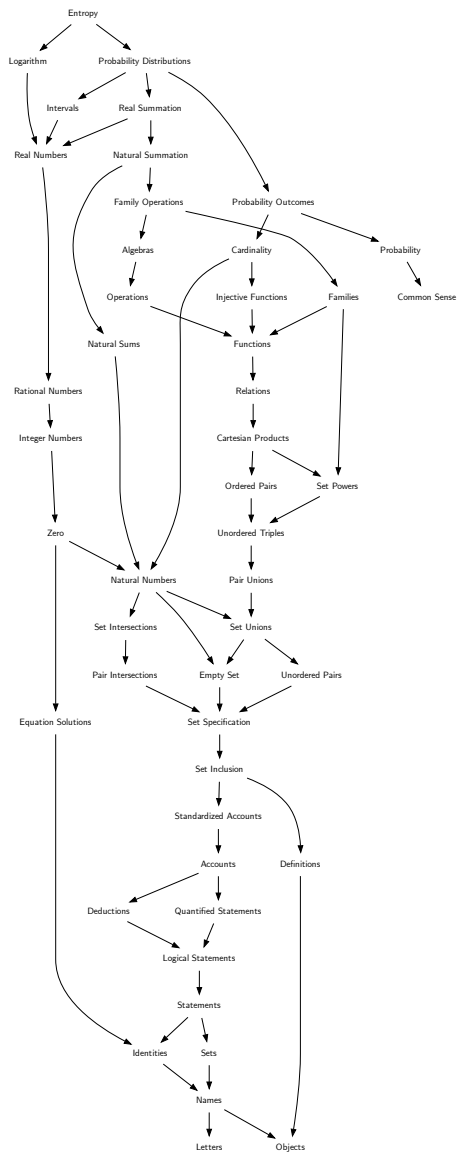 Entropy
Logarithm Probability Distributions
Intervals Real Summation
Real Numbers Natural Summation
Family Operations Probability Outcomes
Algebras Cardinality Probability
Operations Injective Functions Families Common Sense
Natural Sums Functions
Rational Numbers Relations
Integer Numbers Cartesian Products
Ordered Pairs Set Powers
Zero Unordered Triples
Natural Numbers Pair Unions
Set Intersections Set Unions
Pair Intersections Empty Set Unordered Pairs
Equation Solutions Set Specification
Set Inclusion
Standardized Accounts
Accounts Definitions
Deductions Quantified Statements
Logical Statements
Statements
Identities Sets
Names
Letters Objects